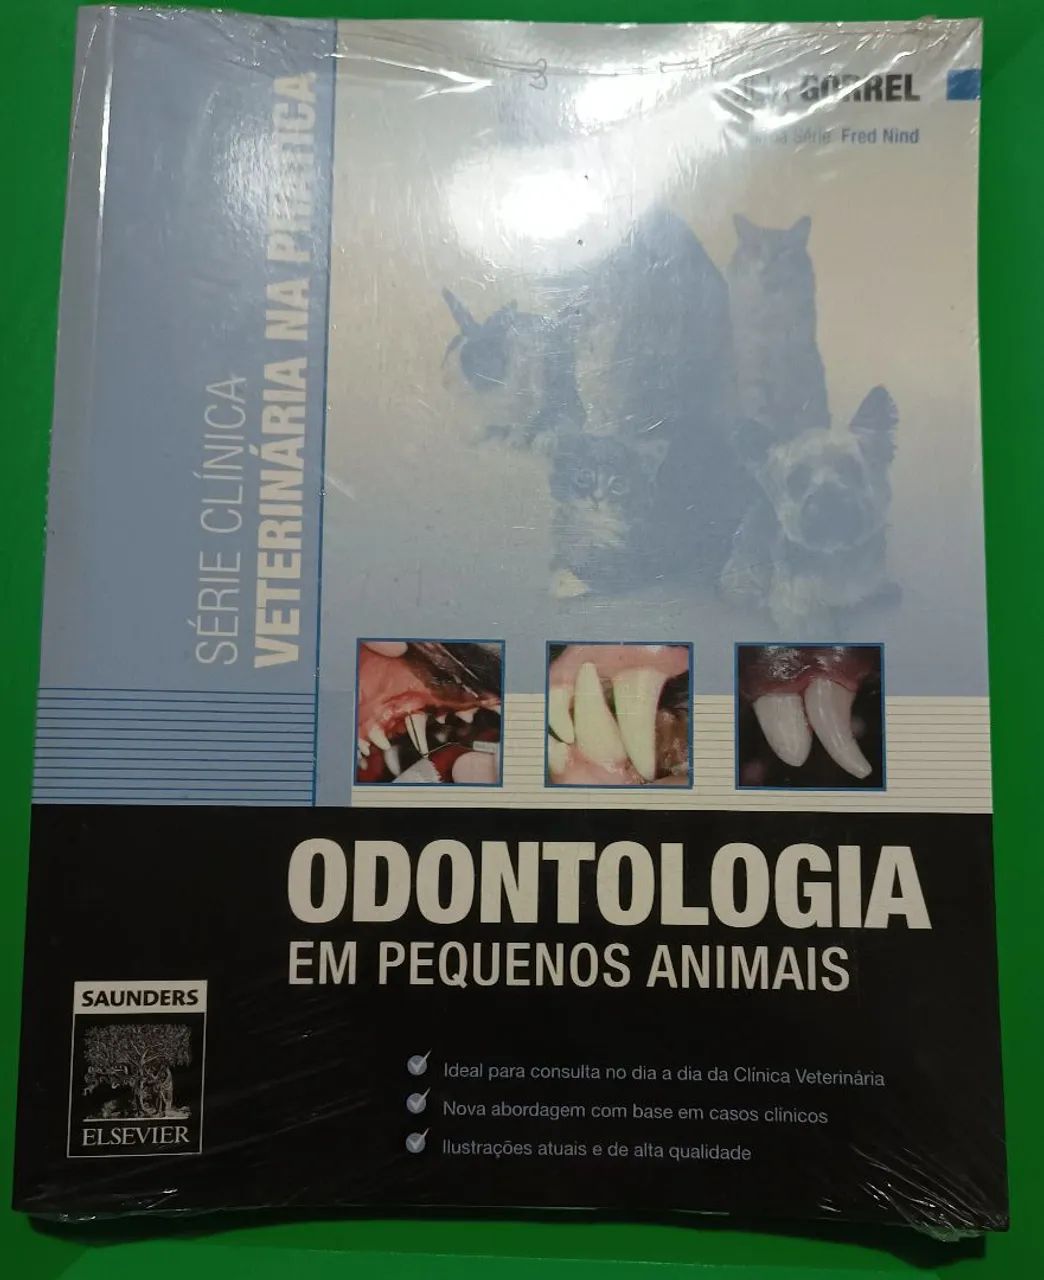 GORREL
Série Fred Nind
SÉRIE CLÍNICA
VETERINÁRIA NA PRÁTICA
ODONTOLOGIA
EM PEQUENOS ANIMAIS
SAUNDERS
ELSEVIER
Ideal para consulta no dia a dia da Clínica Veterinária
Nova abordagem com base em casos clínicos
Ilustrações atuais e de alta qualidade